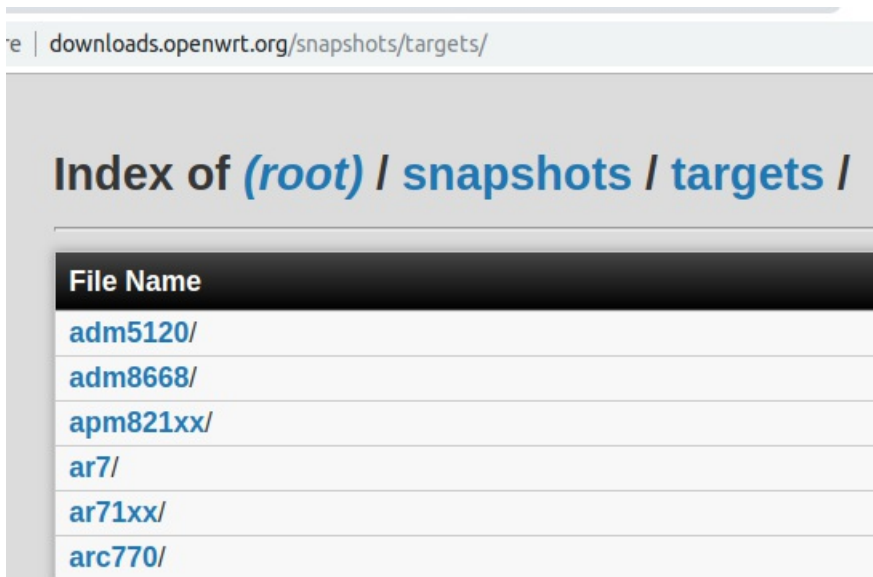 re | downloads.openwrt.org/snapshots/targets/
Index of (root) / snapshots / targets /
File Name
adm5120/
adm8668/
apm821xx/
ar7/
ar71xx/
arc770/